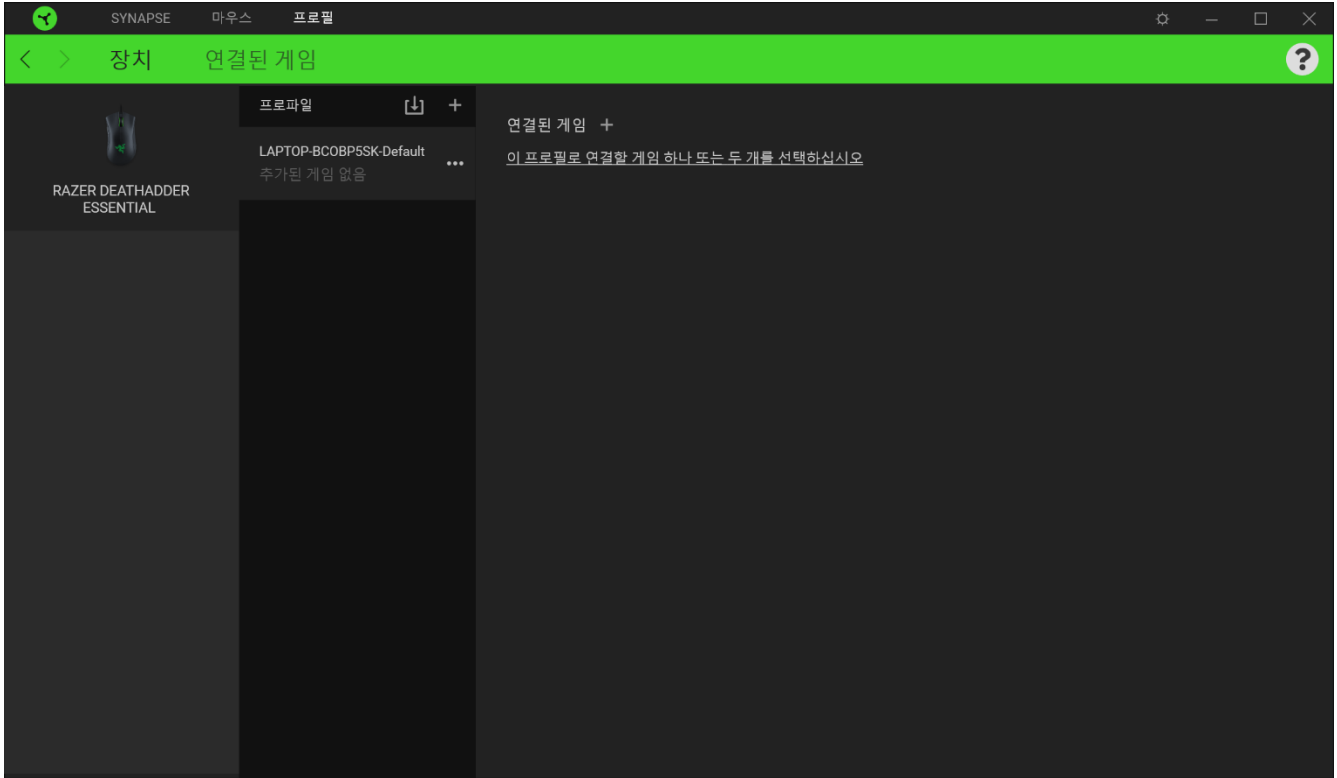 SYNAPSE 마우스 프로필
장치 연결된 게임 ?
RAZER DEATHADDER
ESSENTIAL
프로파일
LAPTOP-BCOBP5SK-Default
추가된 게임 없음
연결된 게임 +
이 프로필로 연결할 게임 하나 또는 두 개를 선택하십시오